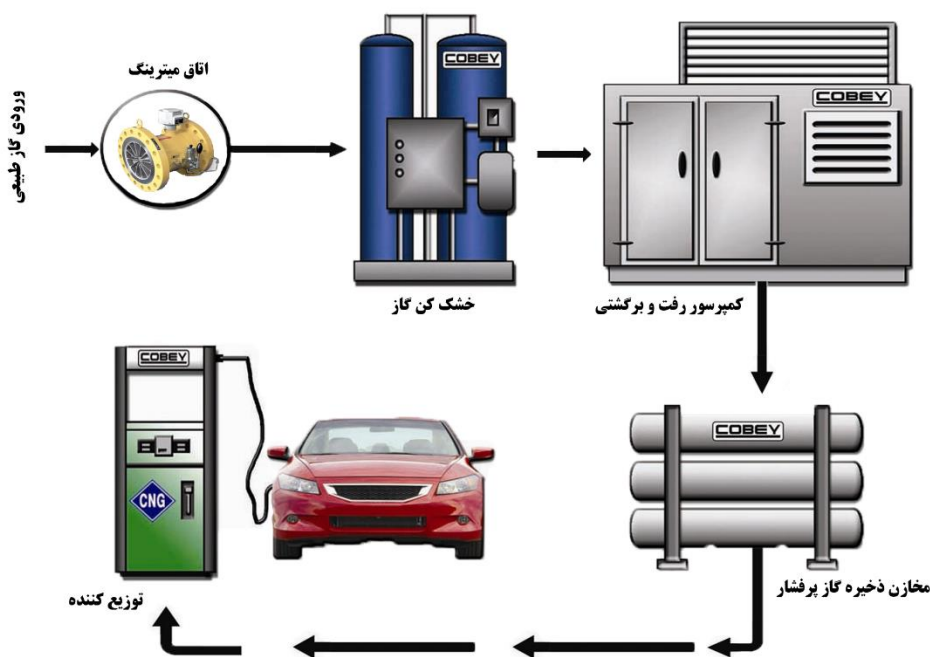 ورودی گاز طبیعی
اتاق میترینگ
COBEY
خشک کن گاز
COBEY
کمپرسور رفت و برگشتی
COBEY
مخازن ذخیره گاز پرفشار
COBEY
CNG
توزیع کننده